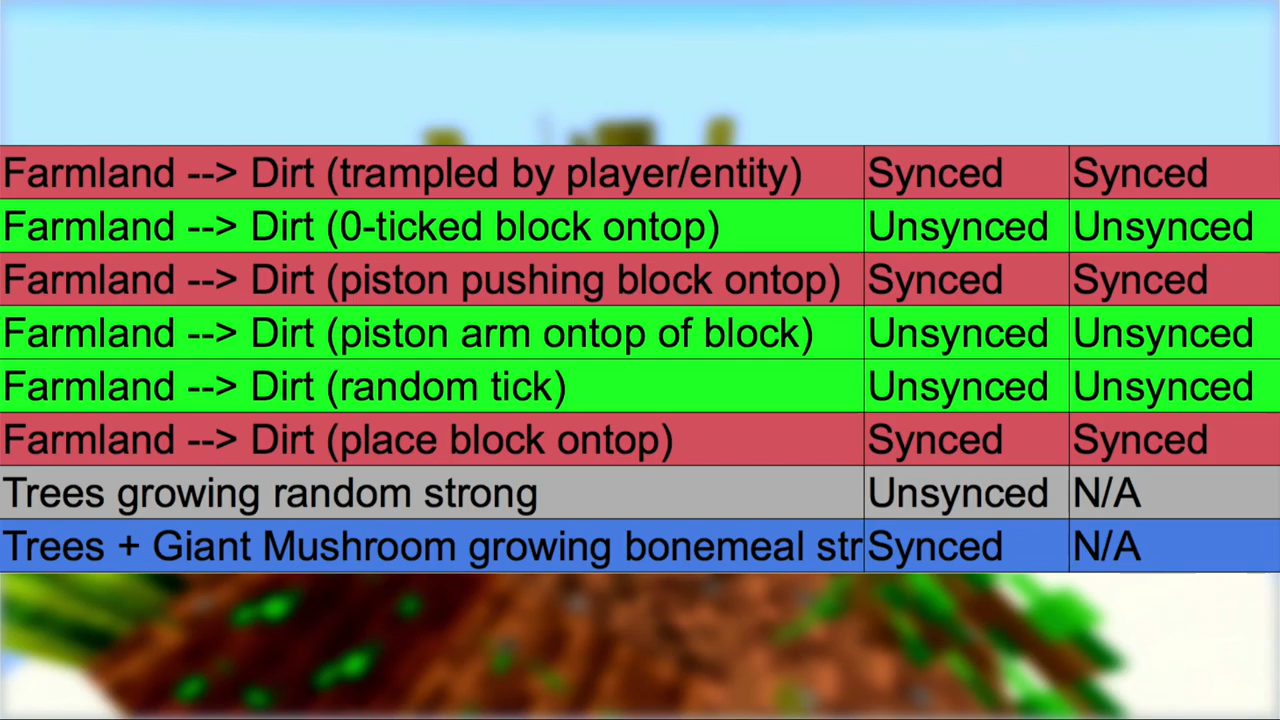 Farmland --> Dirt (trampled by player/entity) Synced Synced
Farmland --> Dirt (0-ticked block ontop) Unsynced Unsynced
Farmland --> Dirt (piston pushing block ontop) Synced Synced
Farmland --> Dirt (piston arm ontop of block) Unsynced Unsynced
Farmland --> Dirt (random tick) Unsynced Unsynced
Farmland --> Dirt (place block ontop) Synced Synced
Trees growing random strong Unsynced N/A
Trees + Giant Mushroom growing bonemeal str Synced N/A